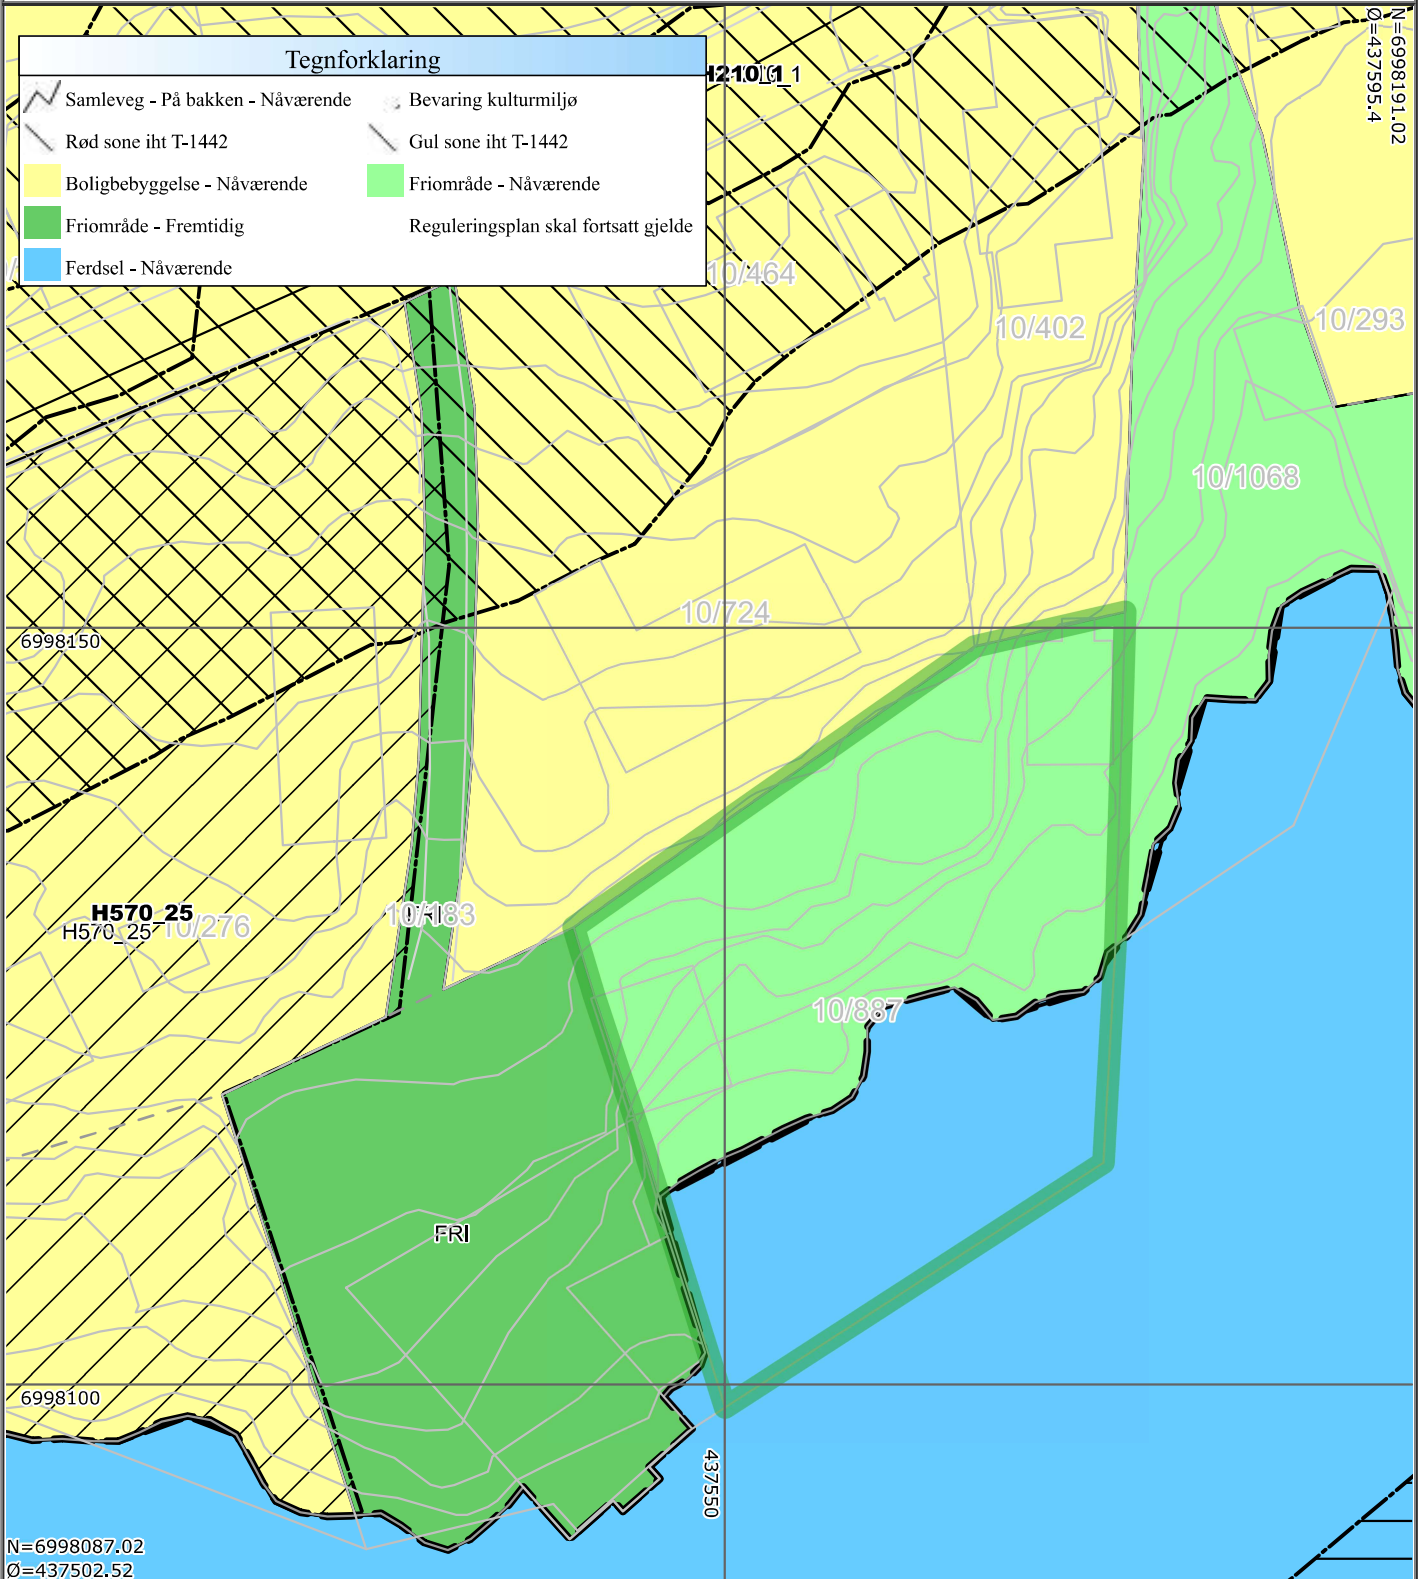 Tegnforklaring
Samleveg - På bakken - Nåværende
Bevaring kulturmiljø
Rød sone iht T-1442
Gul sone iht T-1442
Boligbebyggelse - Nåværende
Friområde - Nåværende
Friområde - Fremtidig
Reguleringsplan skal fortsatt gjelde
Ferdsel - Nåværende
N=6998191.02
Ø=437595.4
10/464
10/402
10/293
10/1068
10/724
6998150
H570_25
H570_25
10/276
10/183
10/887
FRI
6998100
437550
N=6998087.02
Ø=437502.52